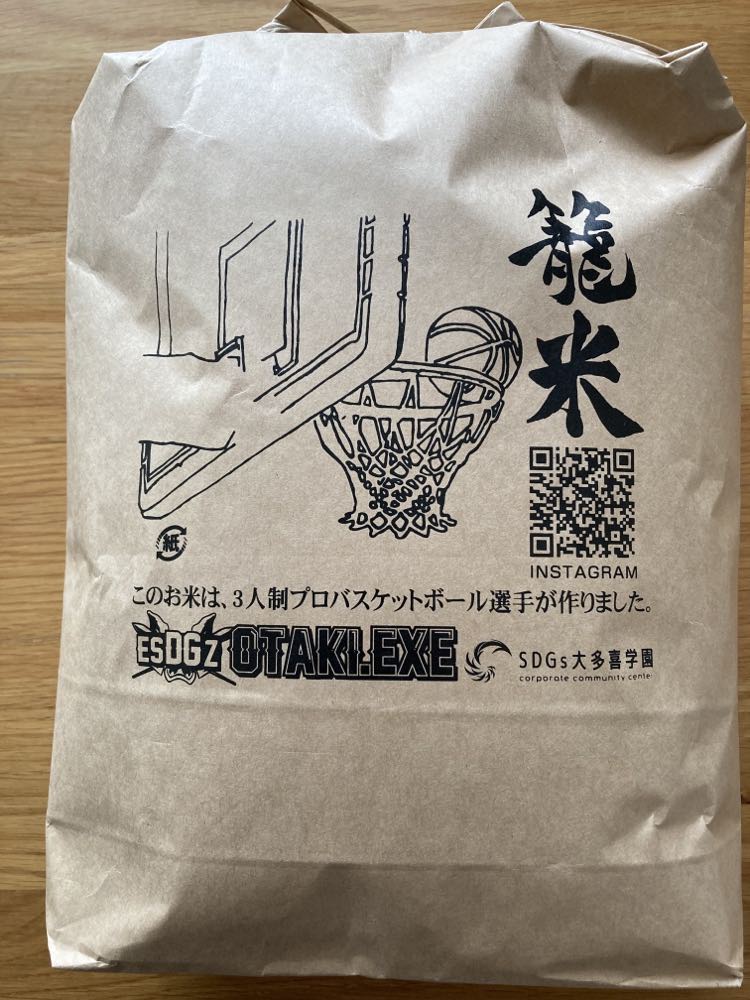 籠米
INSTAGRAM
紙
このお米は、3人制プロバスケットボール選手が作りました。
ESDGZ OTAKI.EXE SDGs大多喜学園
corporate community center